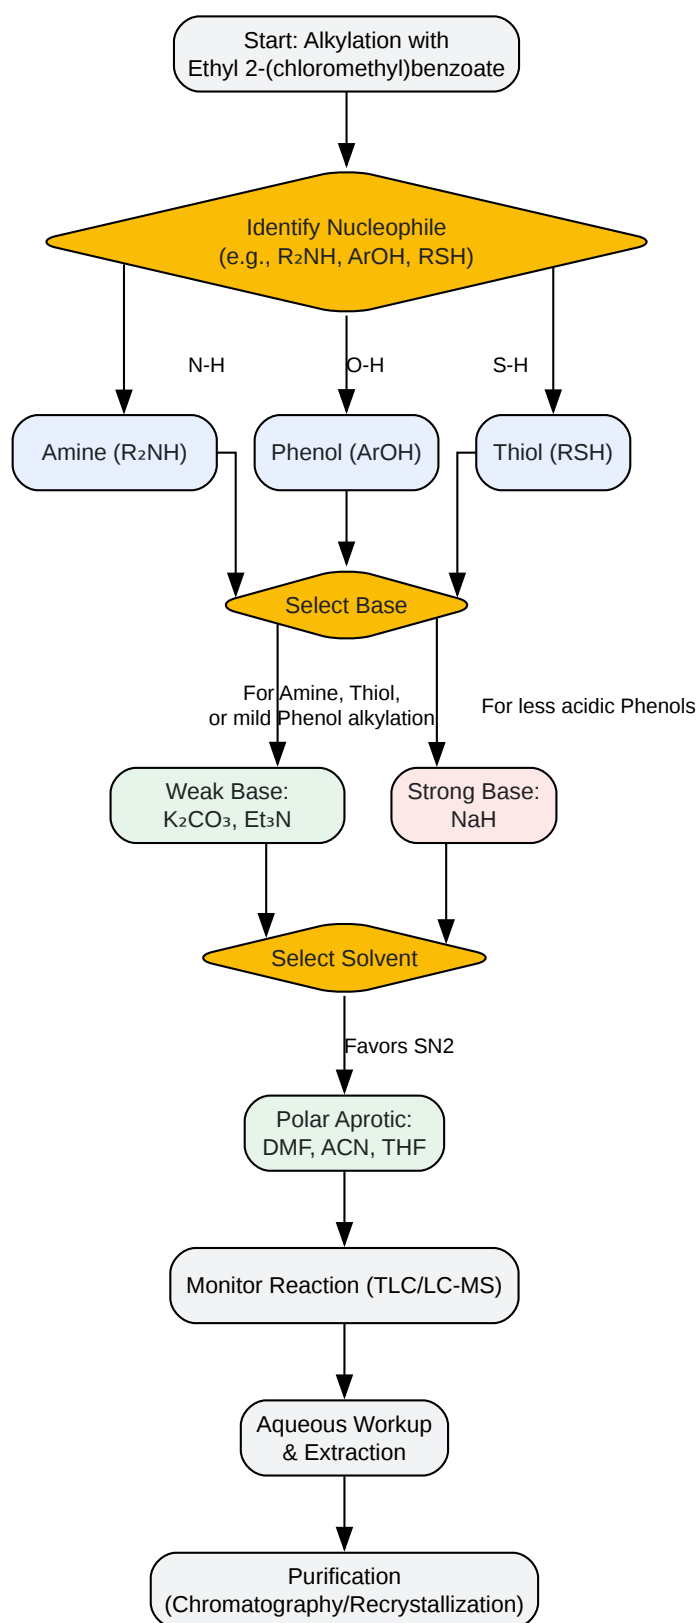 Start: Alkylation with
Ethyl 2-(chloromethyl)benzoate
Identify Nucleophile
(e.g., R₂NH, ArOH, RSH)
N-H
O-H
S-H
Amine (R₂NH)
Phenol (ArOH)
Thiol (RSH)
Select Base
For Amine, Thiol,
or mild Phenol alkylation
For less acidic Phenols
Weak Base:
K₂CO₃, Et₃N
Strong Base:
NaH
Select Solvent
Favors SN2
Polar Aprotic:
DMF, ACN, THF
Monitor Reaction (TLC/LC-MS)
Aqueous Workup
& Extraction
Purification
(Chromatography/Recrystallization)